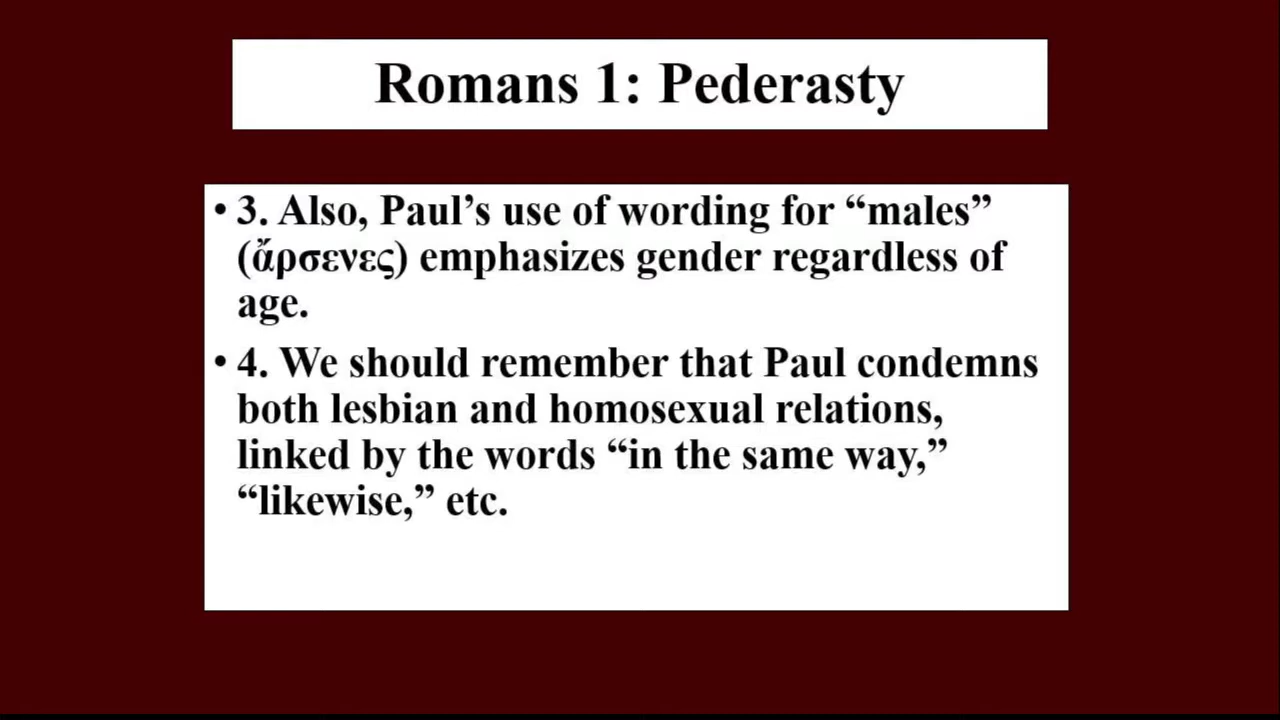 Romans 1: Pederasty
• 3. Also, Paul’s use of wording for “males”
(ἄρσενες) emphasizes gender regardless of
age.
• 4. We should remember that Paul condemns
both lesbian and homosexual relations,
linked by the words “in the same way,”
“likewise,” etc.